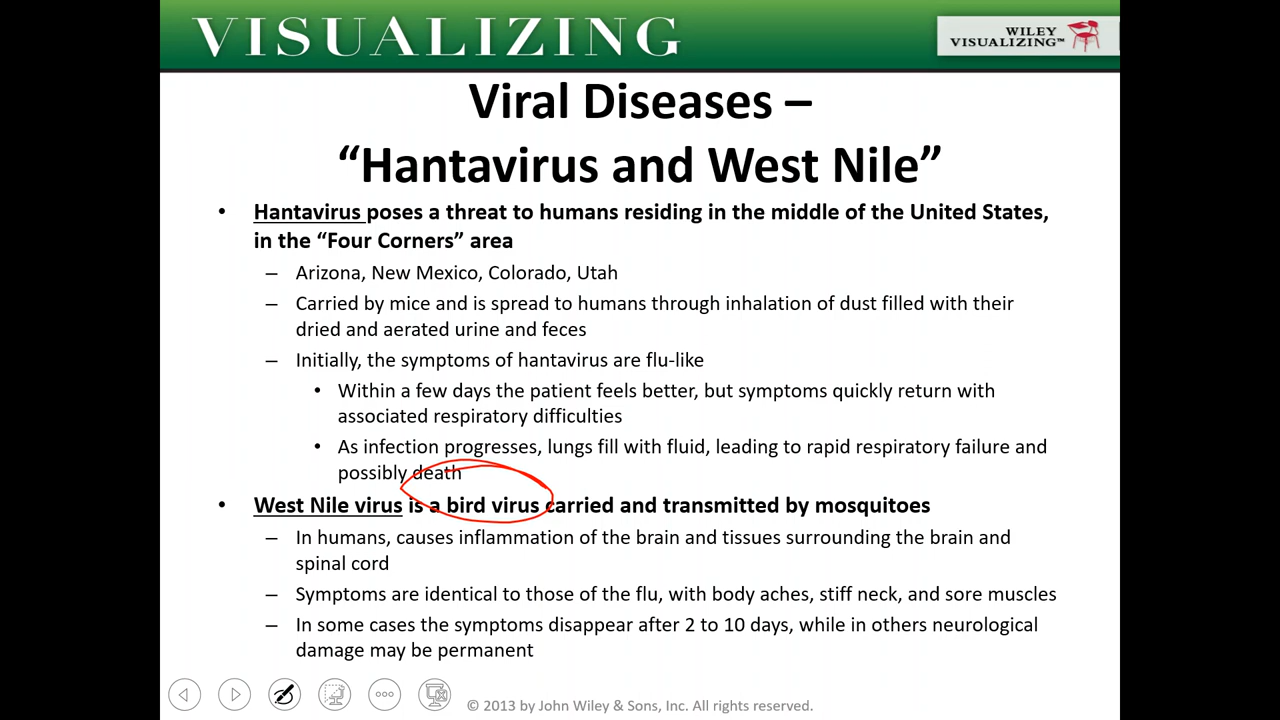 VISUALIZING
WILEY
VISUALIZING™
Viral Diseases –
“Hantavirus and West Nile”
• Hantavirus poses a threat to humans residing in the middle of the United States,
in the “Four Corners” area
– Arizona, New Mexico, Colorado, Utah
– Carried by mice and is spread to humans through inhalation of dust filled with their
dried and aerated urine and feces
– Initially, the symptoms of hantavirus are flu-like
• Within a few days the patient feels better, but symptoms quickly return with
associated respiratory difficulties
• As infection progresses, lungs fill with fluid, leading to rapid respiratory failure and
possibly death
• West Nile virus is a bird virus carried and transmitted by mosquitoes
– In humans, causes inflammation of the brain and tissues surrounding the brain and
spinal cord
– Symptoms are identical to those of the flu, with body aches, stiff neck, and sore muscles
– In some cases the symptoms disappear after 2 to 10 days, while in others neurological
damage may be permanent
© 2013 by John Wiley & Sons, Inc. All rights reserved.